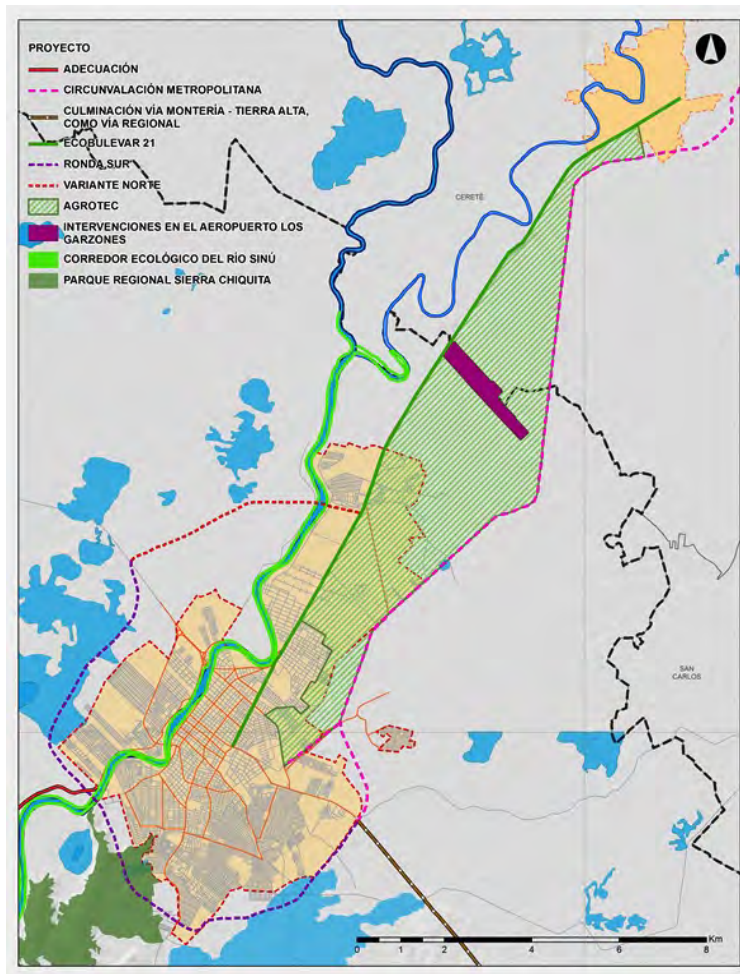 PROYECTO
ADECUACIÓN
CIRCUNVALACIÓN METROPOLITANA
CULMINACIÓN VÍA MONTERÍA - TIERRA ALTA,
COMO VÍA REGIONAL
ECOBULEVAR 21
RONDA SUR
VARIANTE NORTE
AGROTEC
INTERVENCIONES EN EL AEROPUERTO LOS
GARZONES
CORREDOR ECOLÓGICO DEL RÍO SINÚ
PARQUE REGIONAL SIERRA CHIQUITA
CERETÉ
SAN
CARLOS
Km
0 1 2 4 6 8